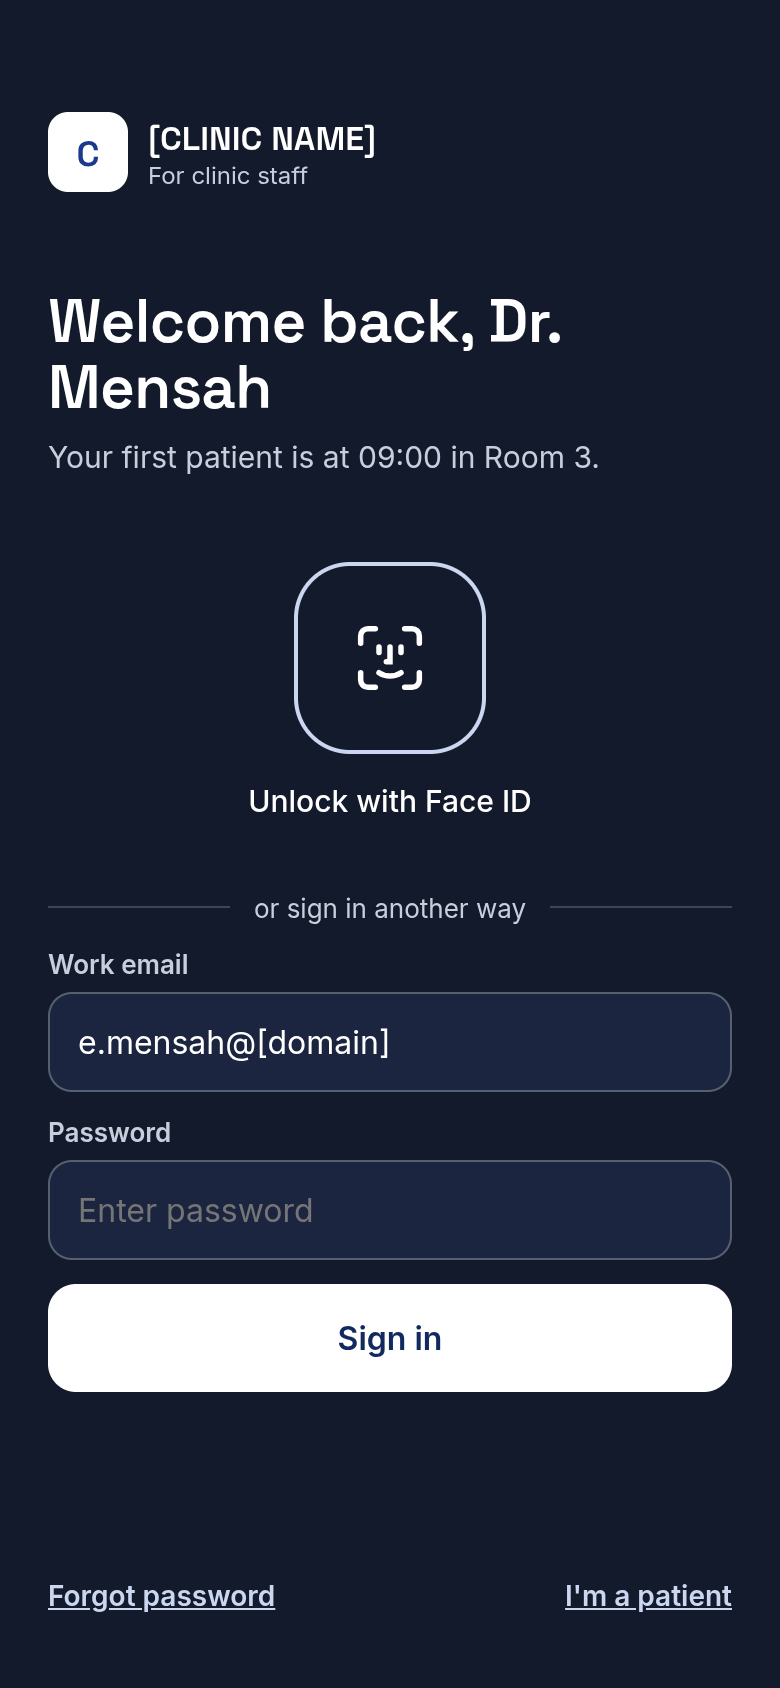 C
[CLINIC NAME]
For clinic staff
Welcome back, Dr.
Mensah
Your first patient is at 09:00 in Room 3.
Unlock with Face ID
or sign in another way
Work email
e.mensah@[domain]
Password
Enter password
Sign in
Forgot password
I'm a patient